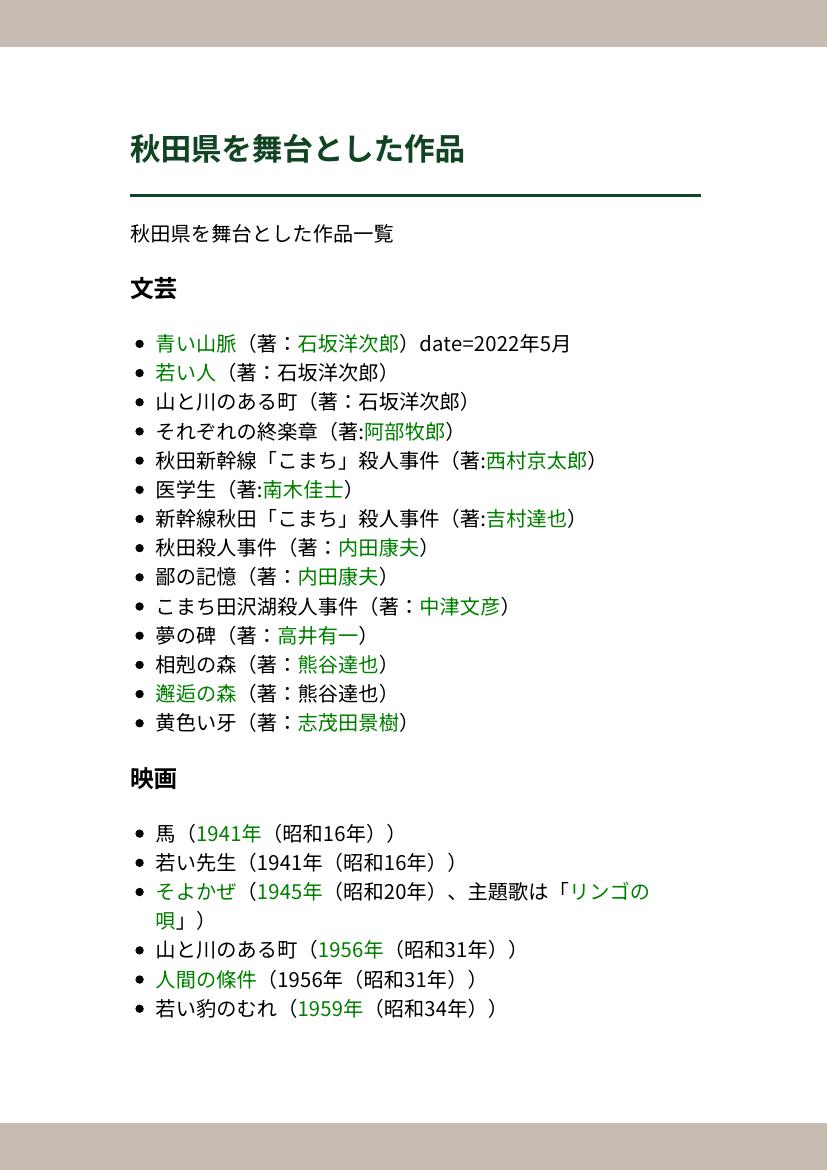 秋田県を舞台とした作品
秋田県を舞台とした作品一覧
文芸
青い山脈（著：石坂洋次郎）date=2022年5月
若い人（著：石坂洋次郎）
山と川のある町（著：石坂洋次郎）
それぞれの終楽章（著:阿部牧郎）
秋田新幹線「こまち」殺人事件（著:西村京太郎）
医学生（著:南木佳士）
新幹線秋田「こまち」殺人事件（著:吉村達也）
秋田殺人事件（著：内田康夫）
鄙の記憶（著：内田康夫）
こまち田沢湖殺人事件（著：中津文彦）
夢の碑（著：高井有一）
相剋の森（著：熊谷達也）
邂逅の森（著：熊谷達也）
黄色い牙（著：志茂田景樹）
映画
馬（1941年（昭和16年））
若い先生（1941年（昭和16年））
そよかぜ（1945年（昭和20年）、主題歌は「リンゴの
唄」）
山と川のある町（1956年（昭和31年））
人間の條件（1956年（昭和31年））
若い豹のむれ（1959年（昭和34年））